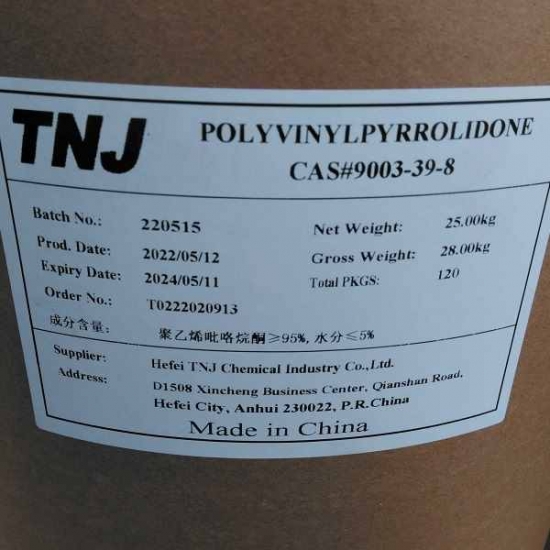 TNJ
POLYVINYLPYRROLIDONE
CAS#9003-39-8
Batch No.: 220515
Net Weight: 25.00kg
Prod. Date: 2022/05/12
Gross Weight: 28.00kg
Expiry Date: 2024/05/11
Total PKGS: 120
Order No.: T0222020913
成分含量: 聚乙烯吡咯烷酮≥95%,水分≤5%
Supplier: Hefei TNJ Chemical Industry Co.,Ltd.
Address: D1508 Xincheng Business Center, Qianshan Road,
Hefei City, Anhui 230022, P.R.China
Made in China